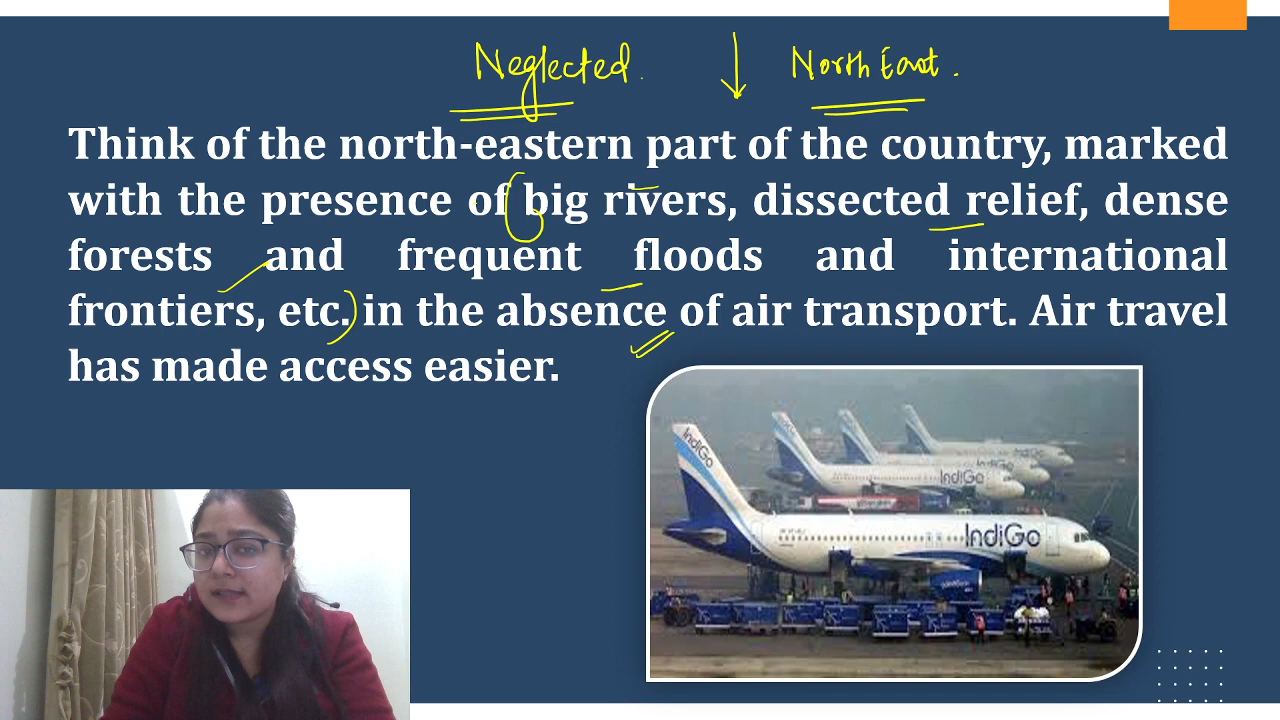 Neglected. North East.
Think of the north-eastern part of the country, marked
with the presence of big rivers, dissected relief, dense
forests and frequent floods and international
frontiers, etc. in the absence of air transport. Air travel
has made access easier.
IndiGo
IndiGo
IndiGo
IndiGo